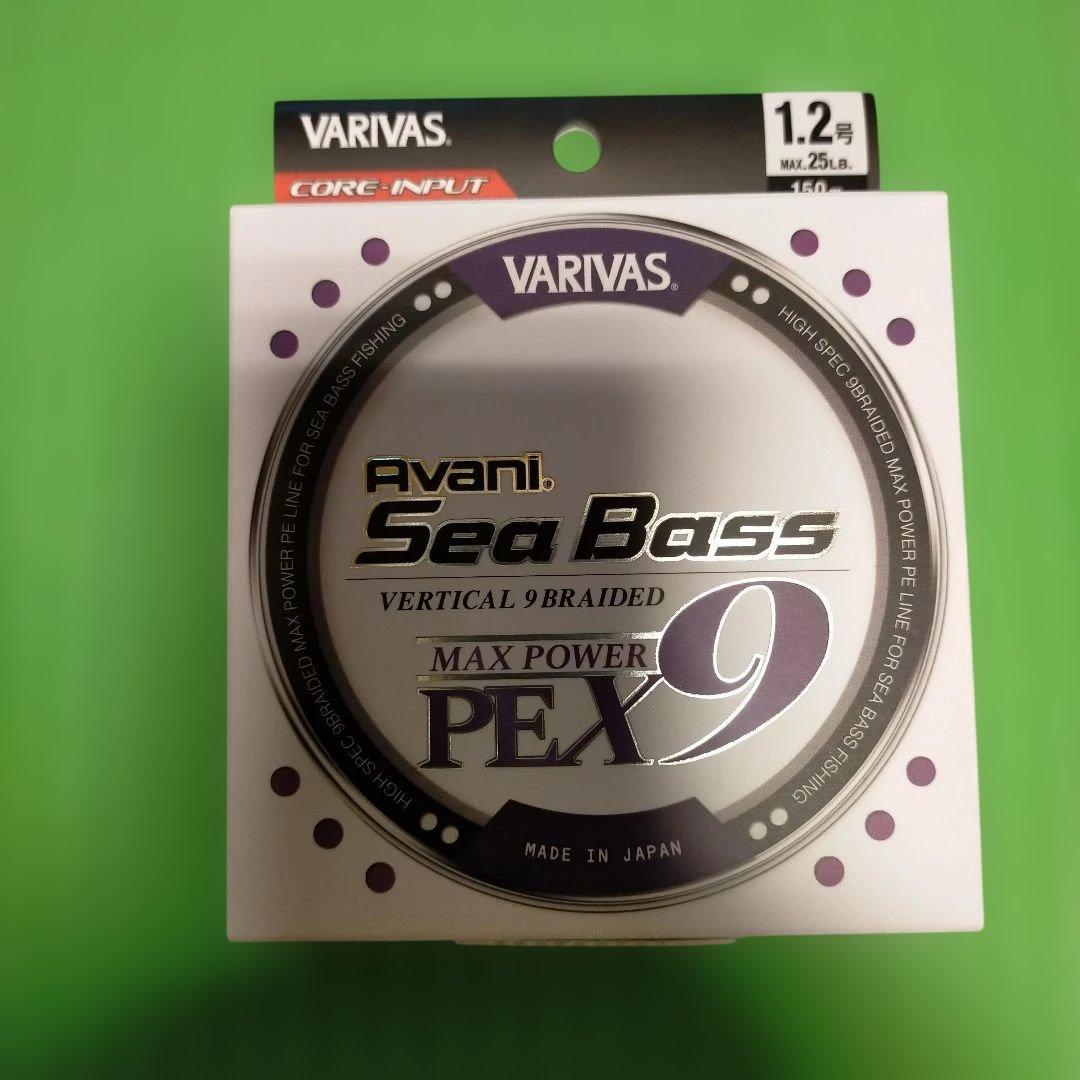 VARIVAS®
CORE-INPUT
1.2号
MAX.25LB.
VARIVAS®
HIGH SPEC 9BRAIDED MAX POWER PE LINE FOR SEA BASS FISHING
HIGH SPEC 9BRAIDED MAX POWER PE LINE FOR SEA BASS FISHING
Avani®
Sea Bass
VERTICAL 9 BRAIDED
MAX POWER
PEX9
MADE IN JAPAN